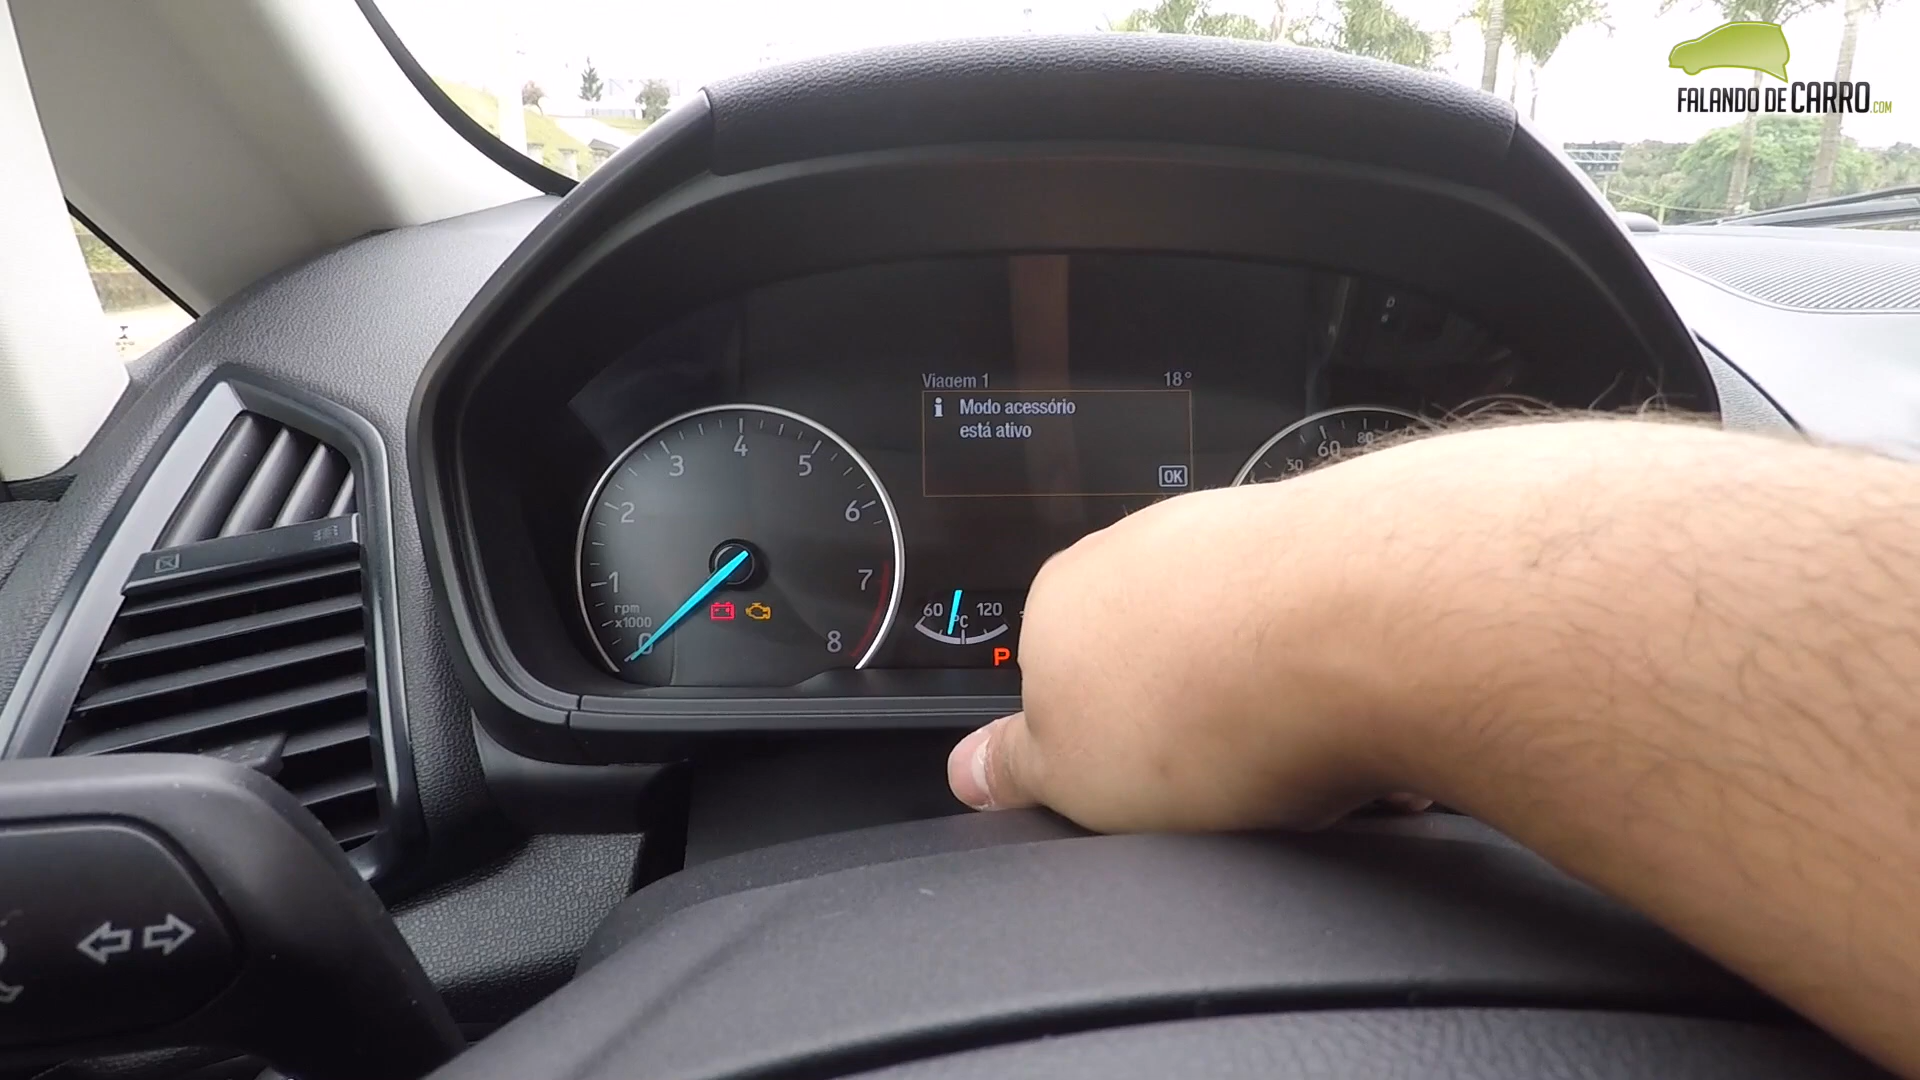 FALANDO DE CARRO.COM
Viagem 1 18°
Modo acessório
está ativo
OK
0 1 2 3 4 5 6 7 8
rpm
x1000
60 120
°C
P
50 60 80